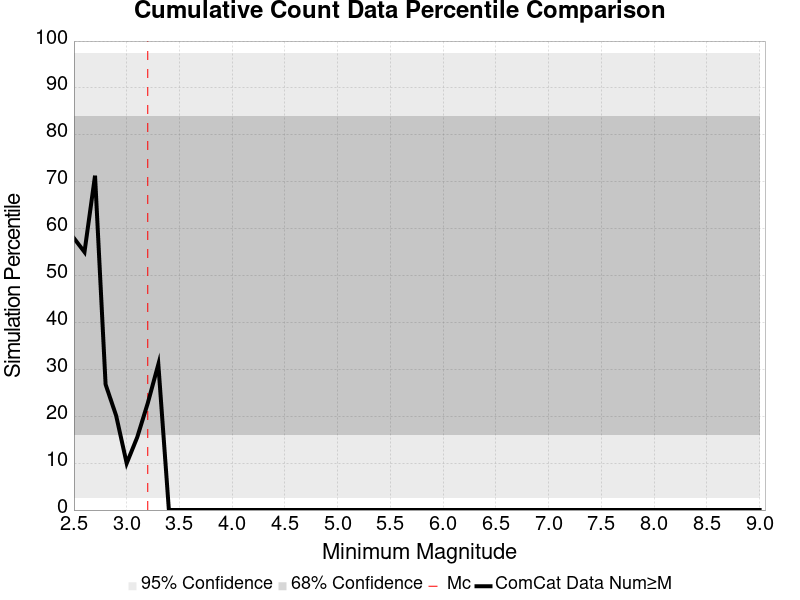 Cumulative Count Data Percentile Comparison
100
90
80
70
60
50
40
30
20
10
0
Simulation Percentile
2.5 3.0 3.5 4.0 4.5 5.0 5.5 6.0 6.5 7.0 7.5 8.0 8.5 9.0
Minimum Magnitude
95% Confidence 68% Confidence Mc ComCat Data Num≥M